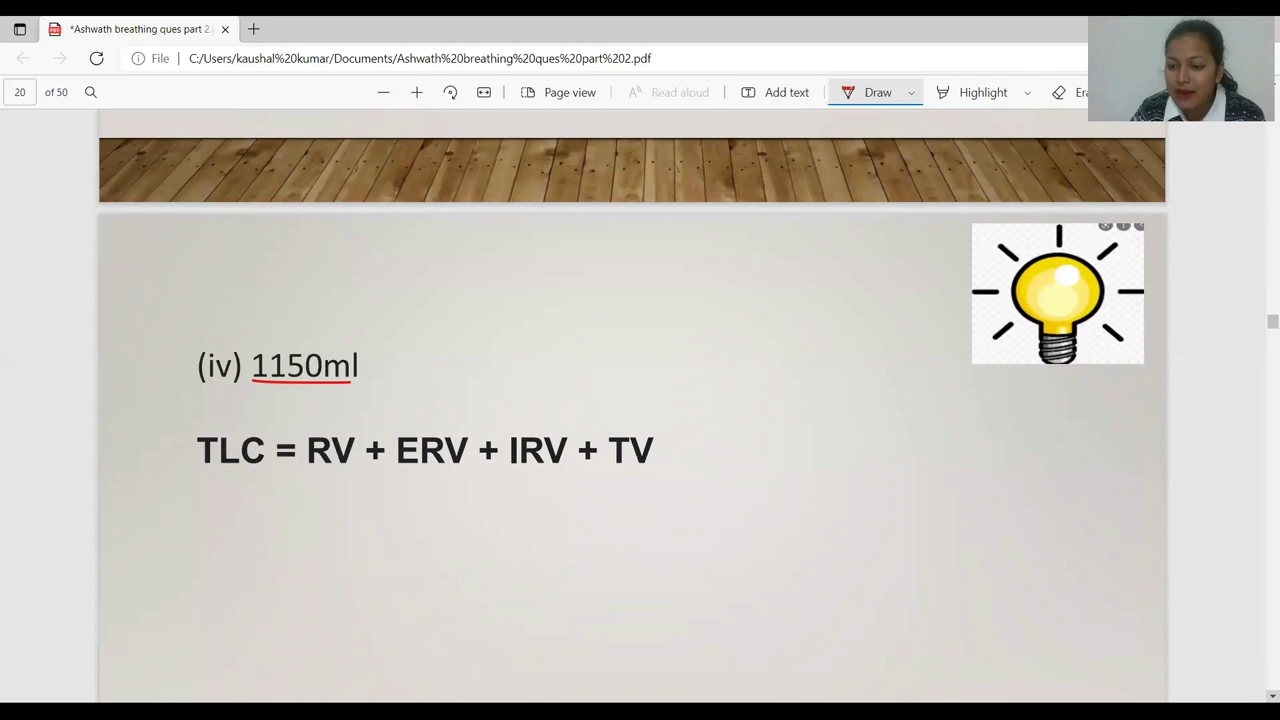 *Ashwath breathing ques part 2.
File
C:/Users/kaushal%20kumar/Documents/Ashwath%20breathing%20ques%20part%202.pdf
20 of 50
Page view
Read aloud
Add text
Draw
Highlight
(iv) 1150ml
TLC = RV + ERV + IRV + TV